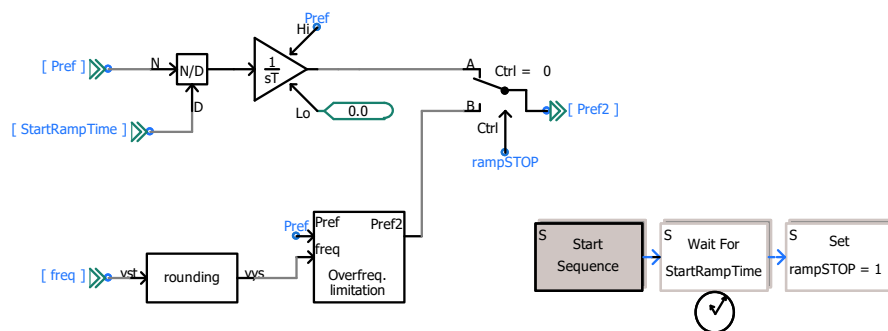 Pref
Hi
[ Pref ]
N
N/D
D
1
sT
Lo
0.0
A
Ctrl = 0
B
Ctrl
[ Pref2 ]
rampSTOP
[ StartRampTime ]
Pref
Pref
Pref2
freq
Overfreq.
limitation
[ freq ]
vst
rounding
vys
S
Start
Sequence
S
Wait For
StartRampTime
S
Set
rampSTOP = 1